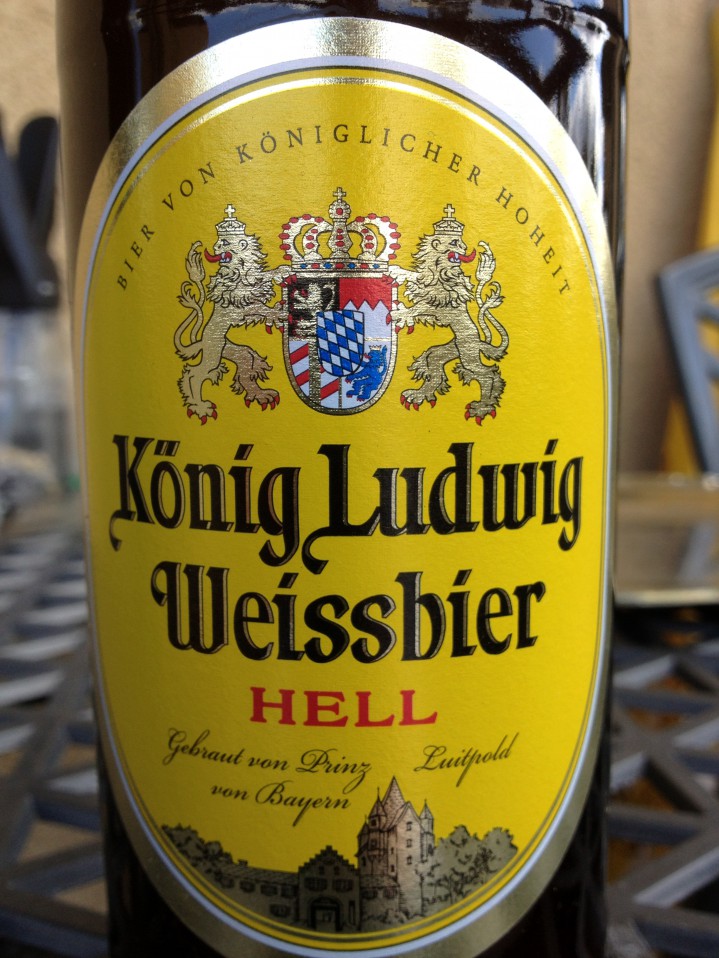 BIER VON KÖNIGLICHER HOHEIT
König Ludwig
Weissbier
HELL
Gebraut von Prinz Luitpold
von Bayern